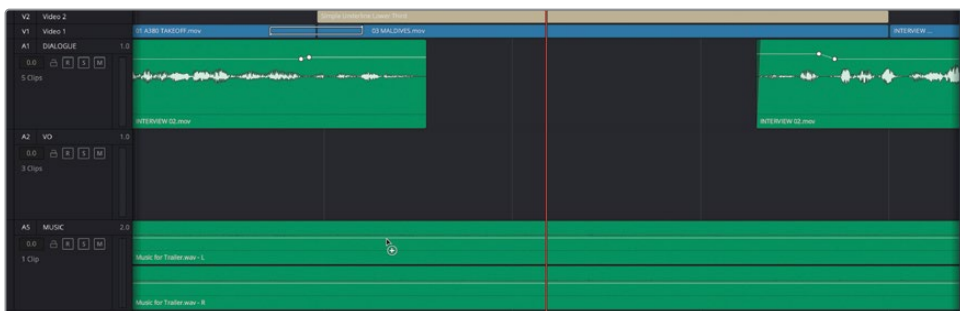 V2 Video 2 Simple Underline Lower Third
V1 Video 1 01 A380 TAKEOFF.mov 03 MALDIVES.mov INTERVIEW ...
A1 DIALOGUE 1.0
0.0 R S M
5 Clips
INTERVIEW 02.mov INTERVIEW 02.mov
A2 VO 1.0
0.0 R S M
3 Clips
A5 MUSIC 2.0
0.0 R S M
1 Clip Music for Trailer.wav - L
Music for Trailer.wav - R